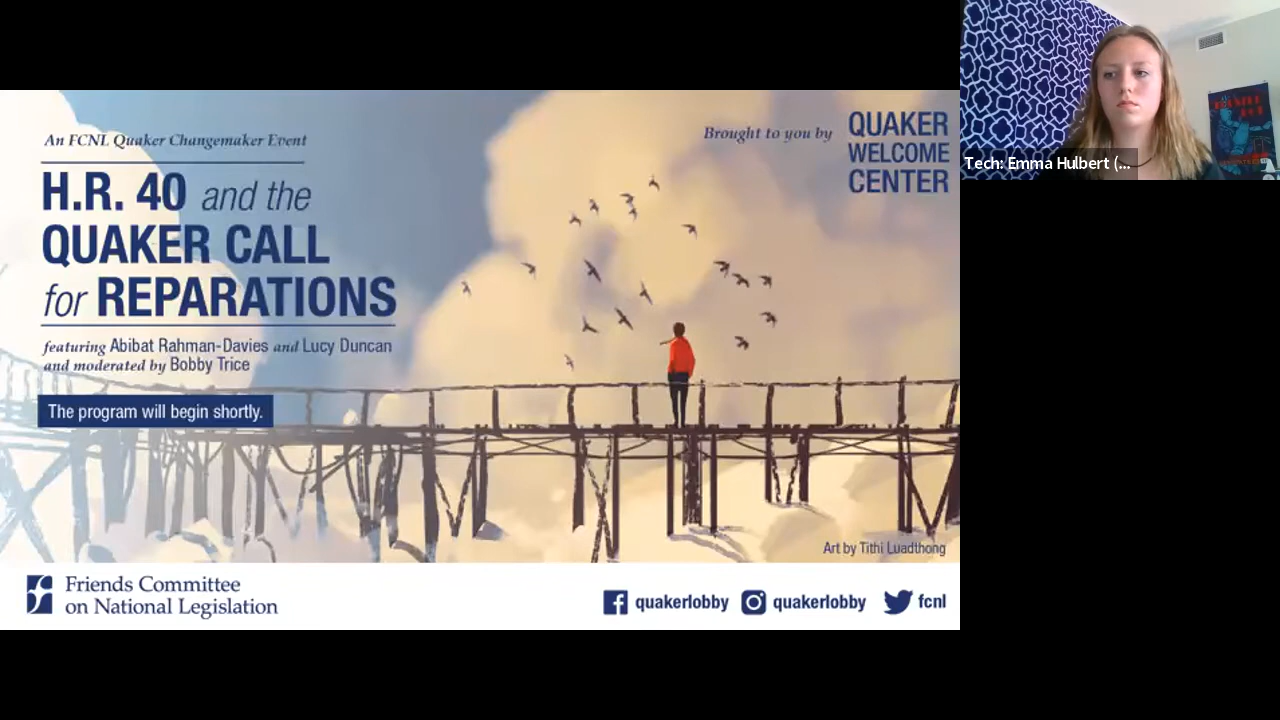 An FCNL Quaker Changemaker Event
H.R. 40 and the
QUAKER CALL
for REPARATIONS
featuring Abibat Rahman-Davies and Lucy Duncan
and moderated by Bobby Trice
The program will begin shortly.
Brought to you by QUAKER
WELCOME
CENTER
Art by Tithi Luadthong
Friends Committee
on National Legislation
quakerlobby quakerlobby fcnl
Tech: Emma Hulbert (...